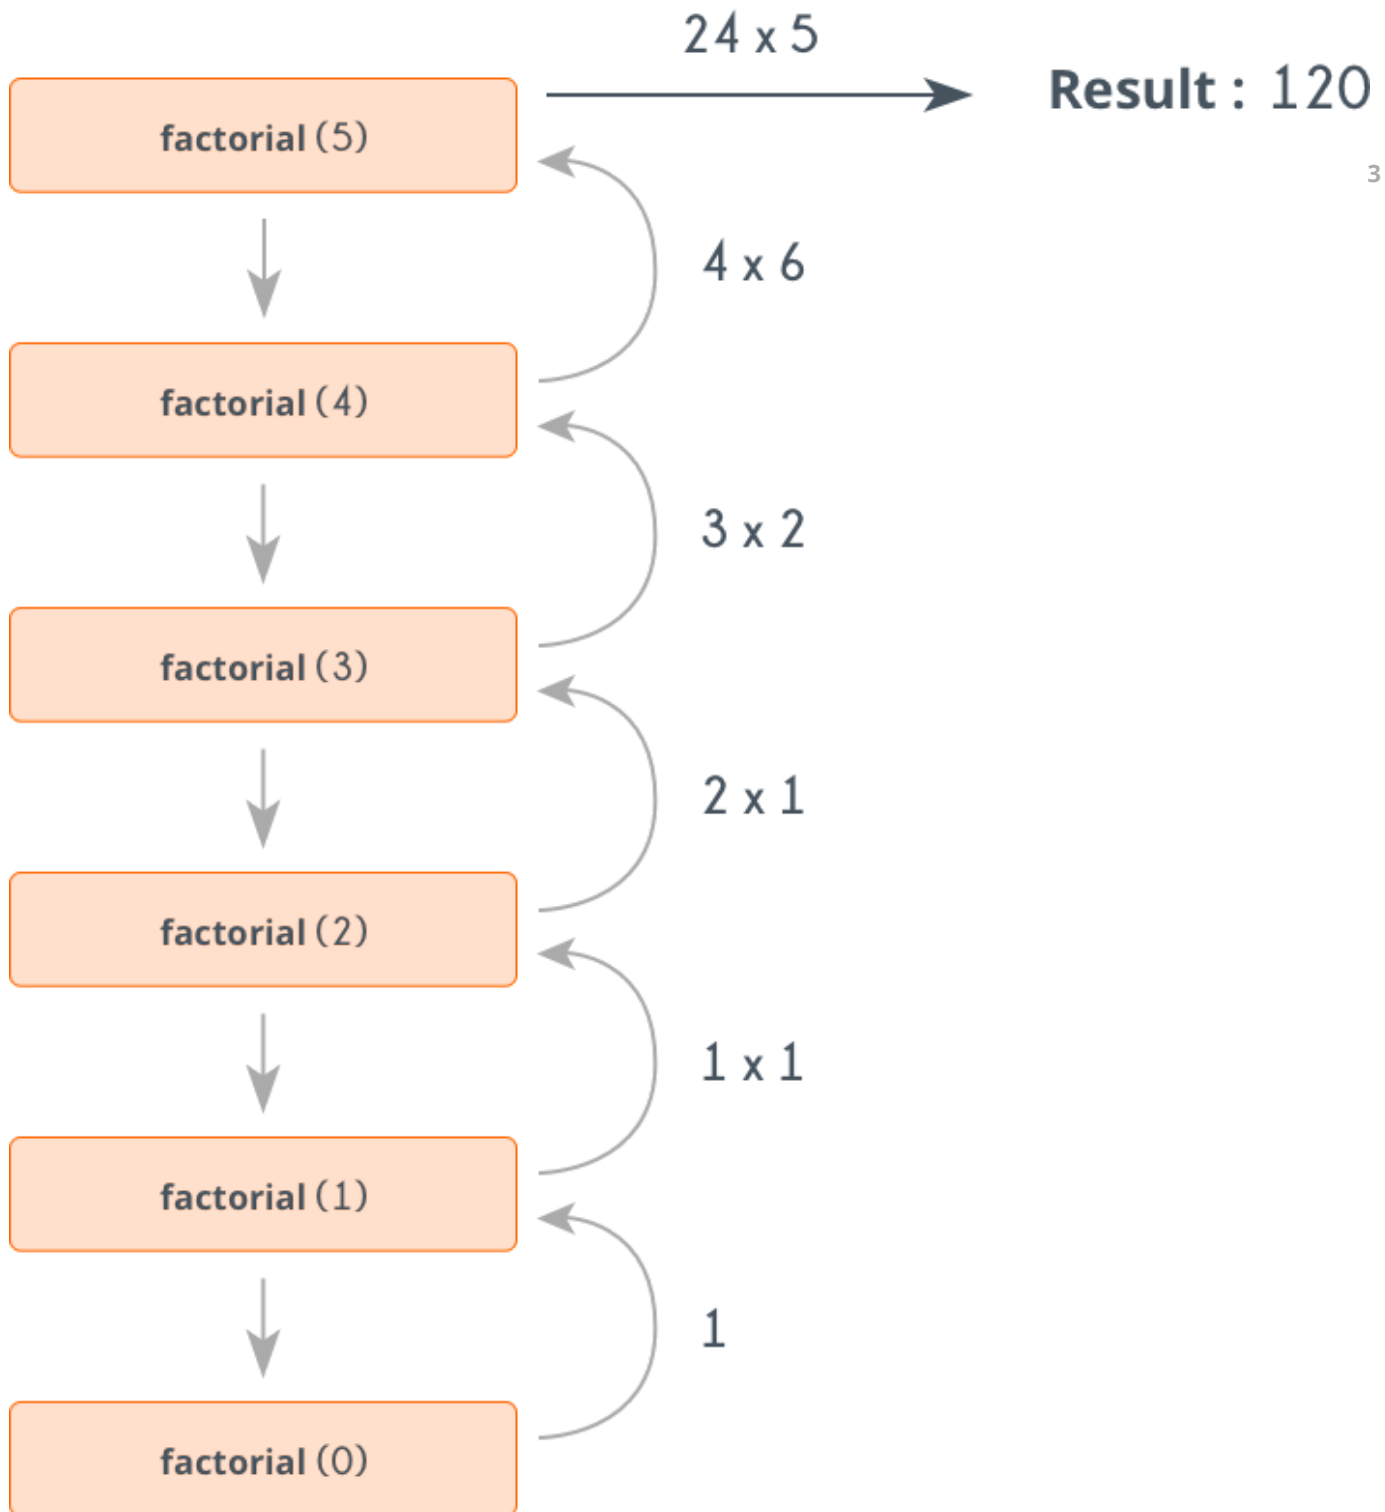 24 x 5
Result : 120
factorial (5)
3
4 x 6
factorial (4)
3 x 2
factorial (3)
2 x 1
factorial (2)
1 x 1
factorial (1)
1
factorial (0)